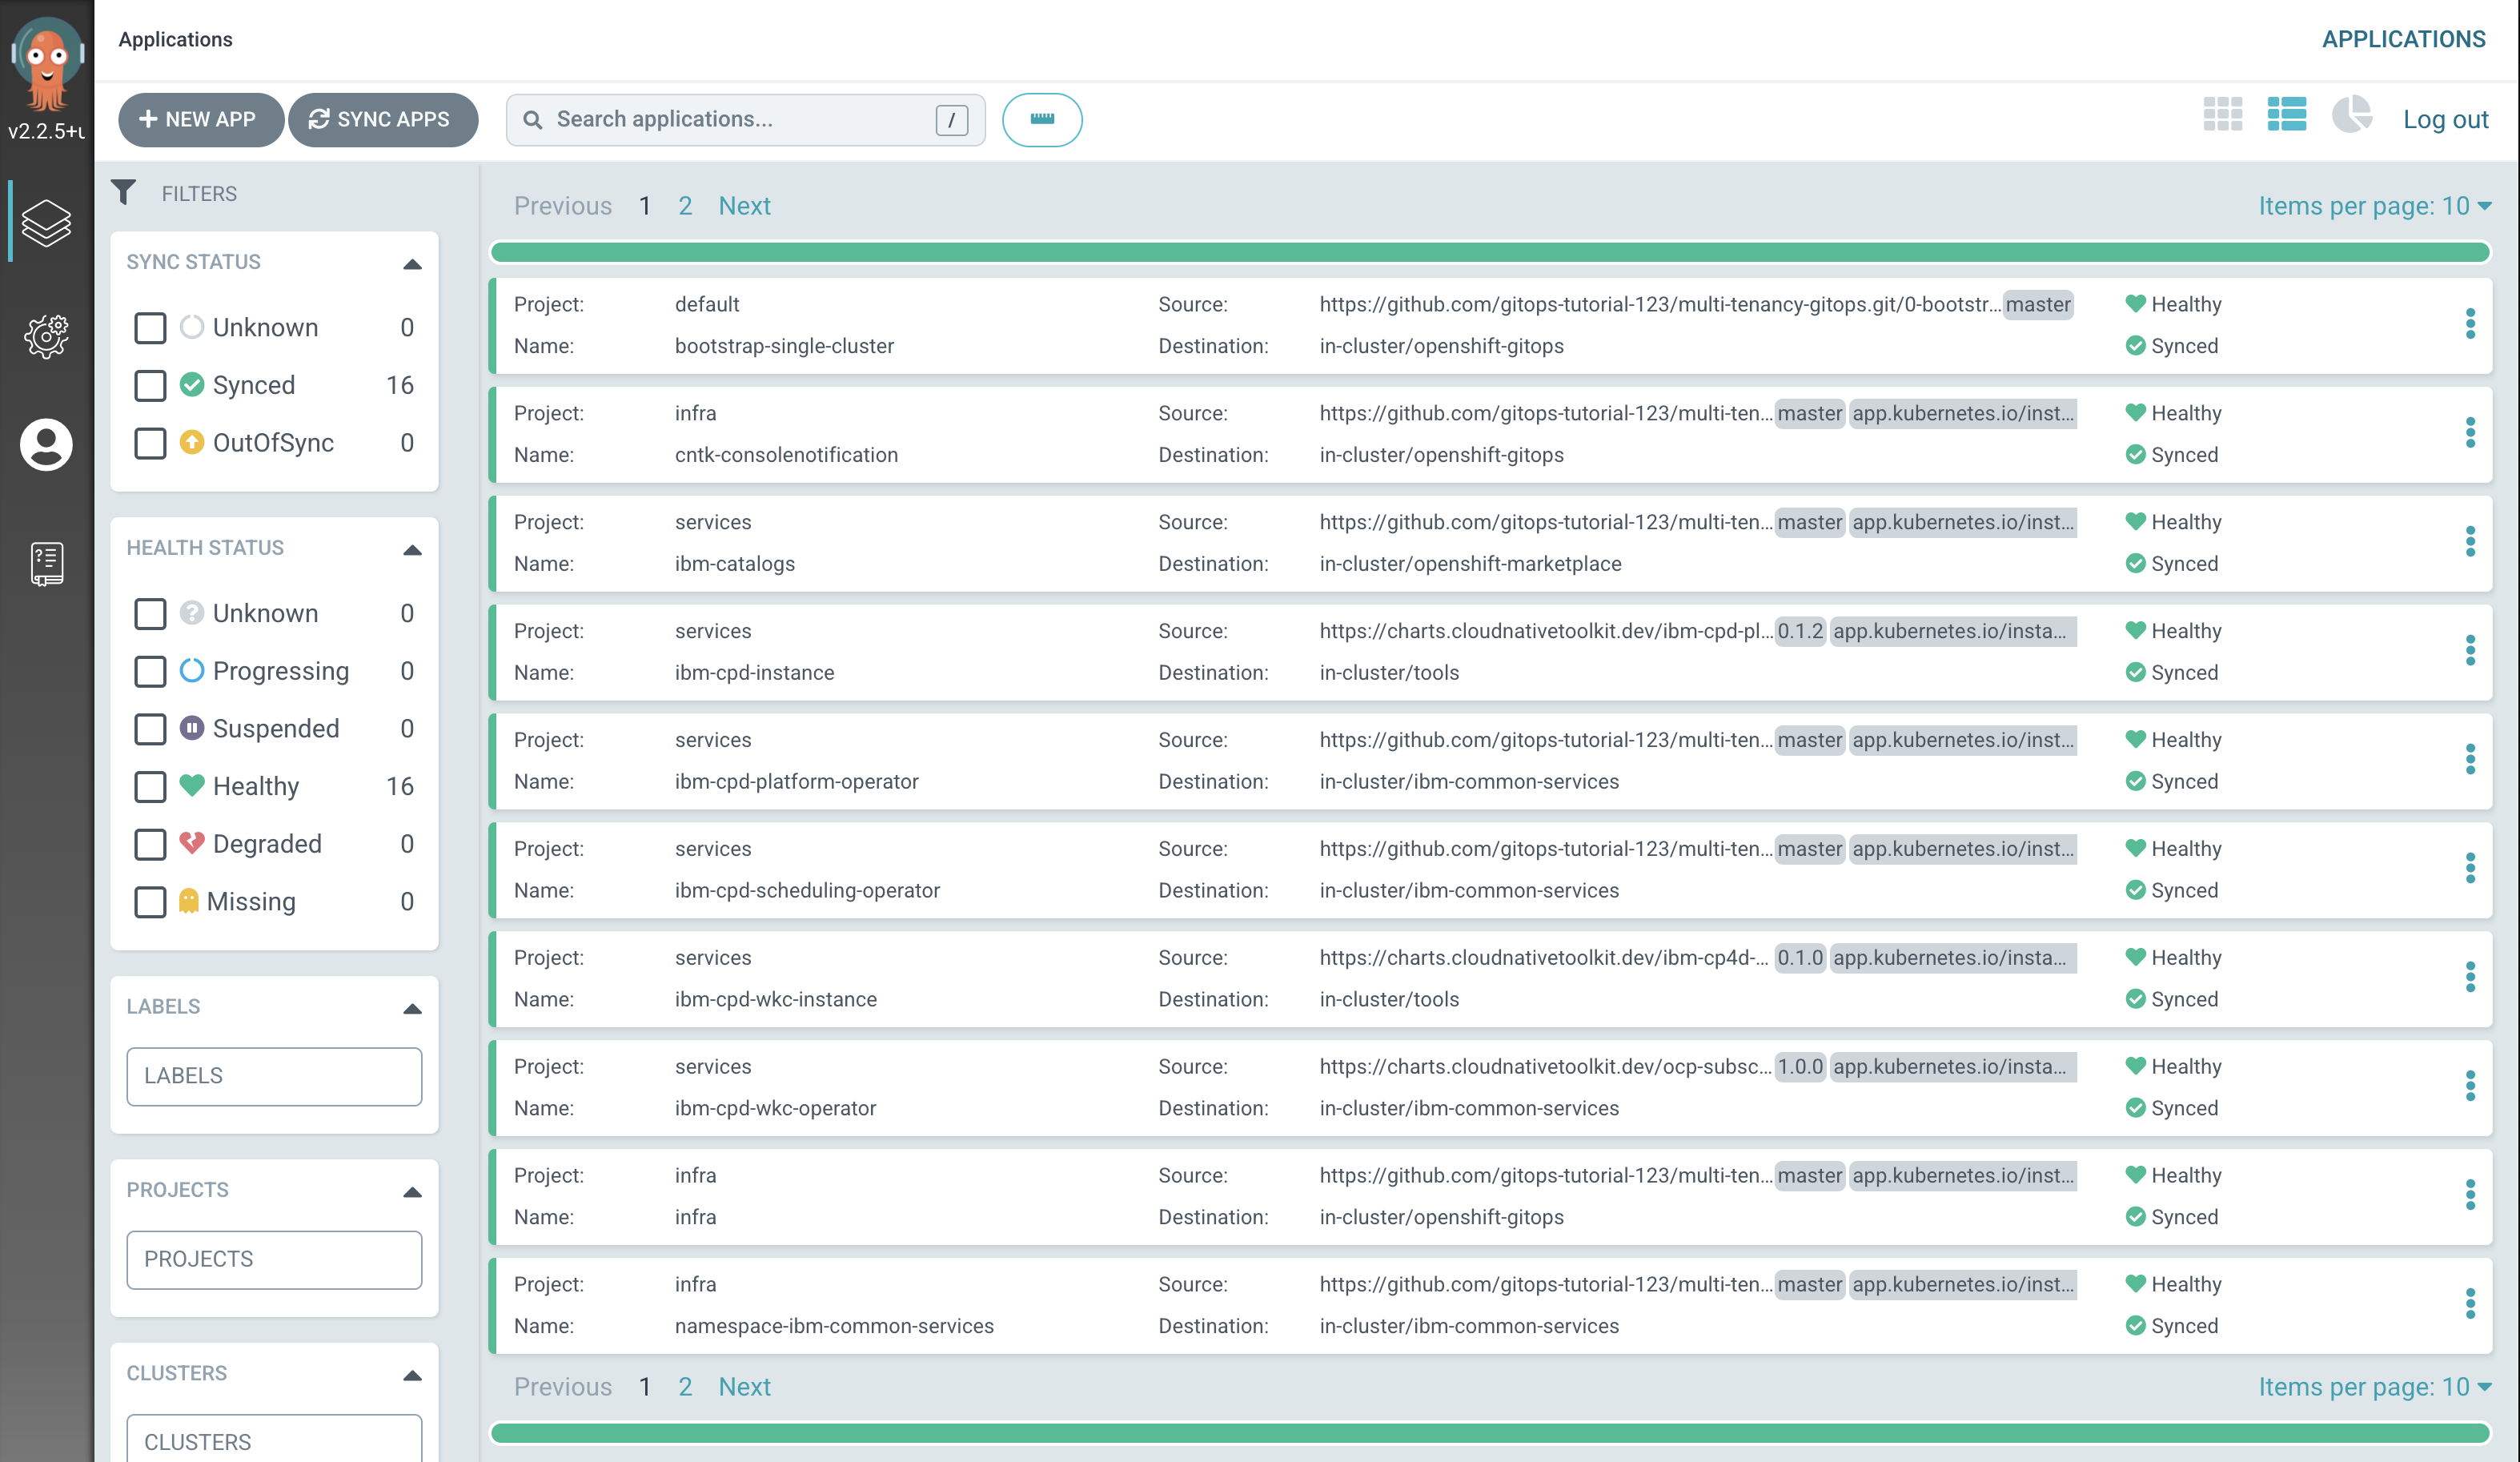 Applications
APPLICATIONS
v2.2.5+u
NEW APP
SYNC APPS
Search applications...
/
Log out
FILTERS
SYNC STATUS
Unknown 0
Synced 16
OutOfSync 0
HEALTH STATUS
Unknown 0
Progressing 0
Suspended 0
Healthy 16
Degraded 0
Missing 0
LABELS
LABELS
PROJECTS
PROJECTS
CLUSTERS
CLUSTERS
Previous 1 2 Next
Items per page: 10
Project: default Source: https://github.com/gitops-tutorial-123/multi-tenancy-gitops.git/0-bootstr... master Healthy
Name: bootstrap-single-cluster Destination: in-cluster/openshift-gitops Synced
Project: infra Source: https://github.com/gitops-tutorial-123/multi-ten... master app.kubernetes.io/inst... Healthy
Name: cntk-consolenotification Destination: in-cluster/openshift-gitops Synced
Project: services Source: https://github.com/gitops-tutorial-123/multi-ten... master app.kubernetes.io/inst... Healthy
Name: ibm-catalogs Destination: in-cluster/openshift-marketplace Synced
Project: services Source: https://charts.cloudnativetoolkit.dev/ibm-cpd-pl... 0.1.2 app.kubernetes.io/insta... Healthy
Name: ibm-cpd-instance Destination: in-cluster/tools Synced
Project: services Source: https://github.com/gitops-tutorial-123/multi-ten... master app.kubernetes.io/inst... Healthy
Name: ibm-cpd-platform-operator Destination: in-cluster/ibm-common-services Synced
Project: services Source: https://github.com/gitops-tutorial-123/multi-ten... master app.kubernetes.io/inst... Healthy
Name: ibm-cpd-scheduling-operator Destination: in-cluster/ibm-common-services Synced
Project: services Source: https://charts.cloudnativetoolkit.dev/ibm-cp4d-... 0.1.0 app.kubernetes.io/insta... Healthy
Name: ibm-cpd-wkc-instance Destination: in-cluster/tools Synced
Project: services Source: https://charts.cloudnativetoolkit.dev/ocp-subsc... 1.0.0 app.kubernetes.io/insta... Healthy
Name: ibm-cpd-wkc-operator Destination: in-cluster/ibm-common-services Synced
Project: infra Source: https://github.com/gitops-tutorial-123/multi-ten... master app.kubernetes.io/inst... Healthy
Name: infra Destination: in-cluster/openshift-gitops Synced
Project: infra Source: https://github.com/gitops-tutorial-123/multi-ten... master app.kubernetes.io/inst... Healthy
Name: namespace-ibm-common-services Destination: in-cluster/ibm-common-services Synced
Previous 1 2 Next
Items per page: 10